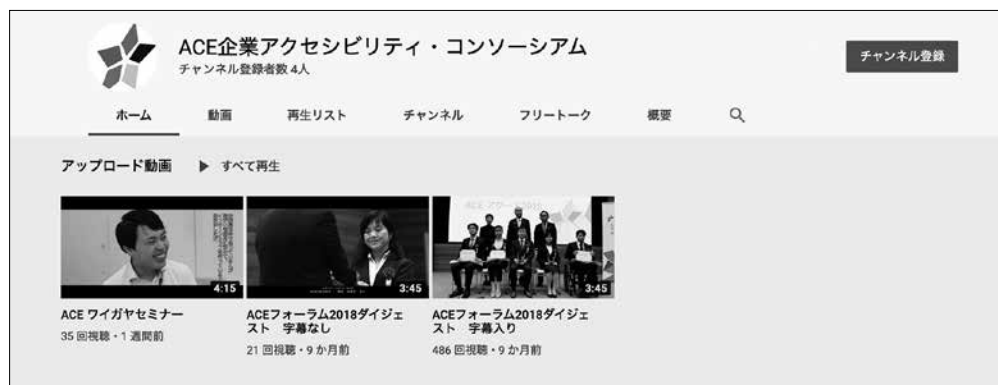 ACE企業アクセシビリティ・コンソーシアム
チャンネル登録者数 4人
チャンネル登録
ホーム
動画
再生リスト
チャンネル
フリートーク
概要
アップロード動画
すべて再生
4:15
3:45
3:45
ACE ワイガヤセミナー
35 回視聴・1 週間前
ACEフォーラム2018ダイジェ
スト 字幕なし
21 回視聴・9 か月前
ACEフォーラム2018ダイジェ
スト 字幕入り
486 回視聴・9 か月前